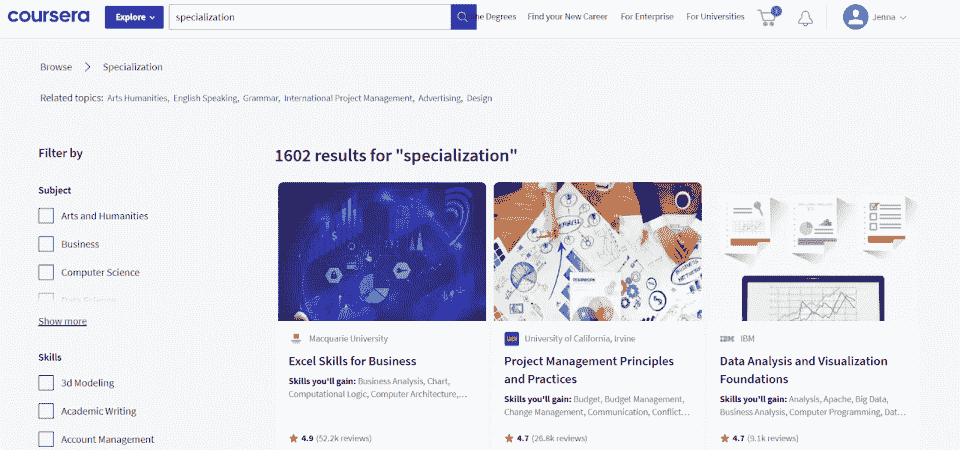 coursera
Explore
specialization
ne Degrees
Find your New Career
For Enterprise
For Universities
Jenna
Browse > Specialization
Related topics: Arts Humanities, English Speaking, Grammar, International Project Management, Advertising, Design
Filter by
1602 results for "specialization"
Subject
Arts and Humanities
Business
Computer Science
Show more
Skills
3d Modeling
Academic Writing
Account Management
Macquarie University
Excel Skills for Business
Skills you'll gain: Business Analysis, Chart,
Computational Logic, Computer Architecture,...
4.9 (52.2k reviews)
TEAMWORK
UCI University of California, Irvine
Project Management Principles
and Practices
Skills you'll gain: Budget, Budget Management,
Change Management, Communication, Conflict...
4.7 (26.8k reviews)
IBM IBM
Data Analysis and Visualization
Foundations
Skills you'll gain: Analysis, Apache, Big Data,
Business Analysis, Computer Programming, Dat...
4.7 (9.1k reviews)